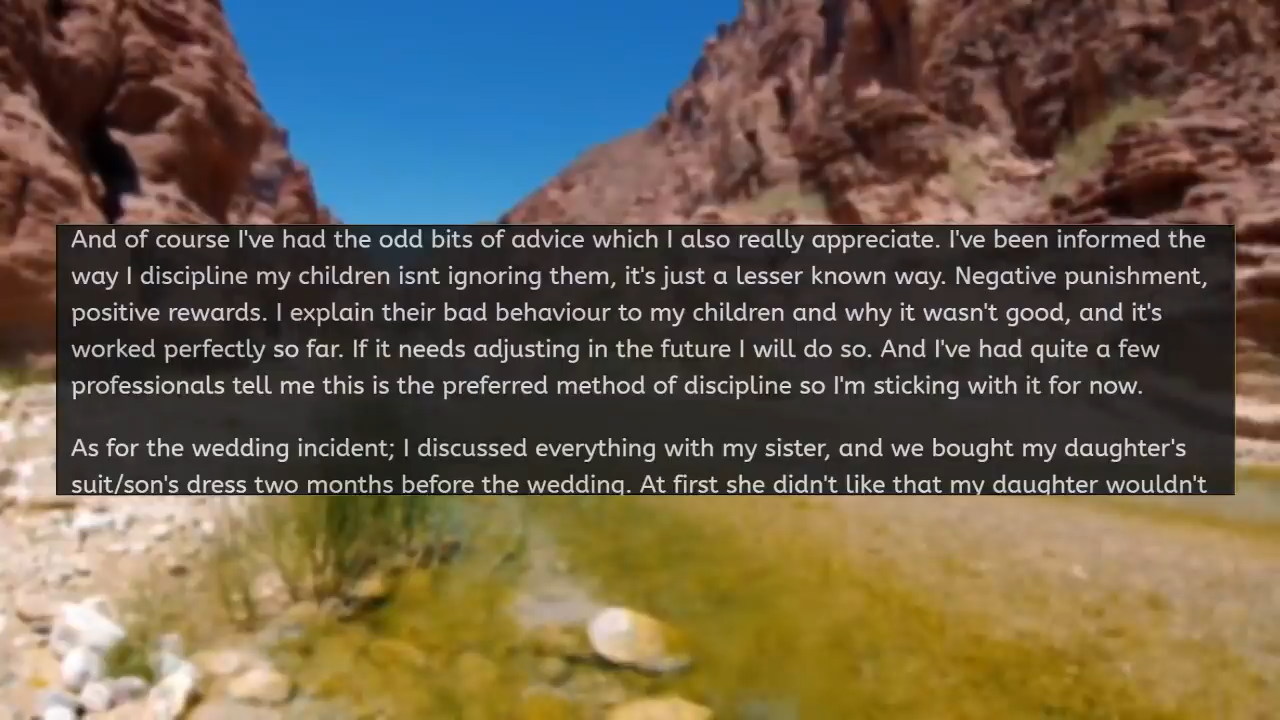 And of course I've had the odd bits of advice which I also really appreciate. I've been informed the
way I discipline my children isnt ignoring them, it's just a lesser known way. Negative punishment,
positive rewards. I explain their bad behaviour to my children and why it wasn't good, and it's
worked perfectly so far. If it needs adjusting in the future I will do so. And I've had quite a few
professionals tell me this is the preferred method of discipline so I'm sticking with it for now.
As for the wedding incident; I discussed everything with my sister, and we bought my daughter's
suit/son's dress two months before the wedding. At first she didn't like that my daughter wouldn't